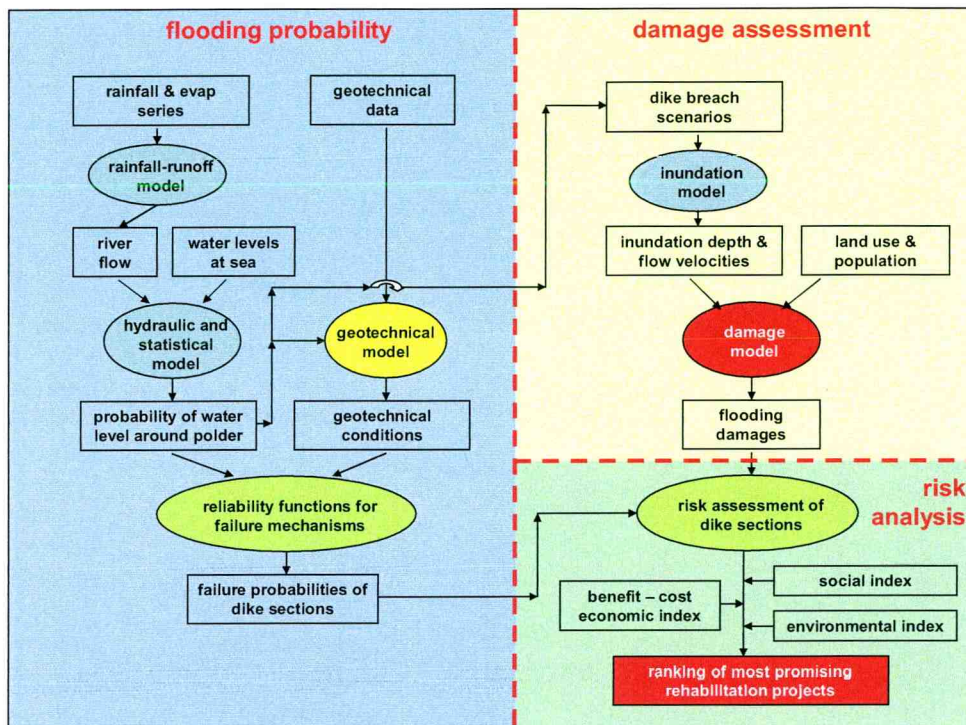 flooding probability
rainfall & evap
series
geotechnical
data
rainfall-runoff
model
river
flow
water levels
at sea
hydraulic and
statistical
model
geotechnical
model
probability of water
level around polder
geotechnical
conditions
reliability functions for
failure mechanisms
failure probabilities of
dike sections
damage assessment
dike breach
scenarios
inundation
model
inundation depth &
flow velocities
land use &
population
damage
model
flooding
damages
risk
analysis
risk assessment of
dike sections
social index
benefit – cost
economic index
environmental index
ranking of most promising
rehabilitation projects